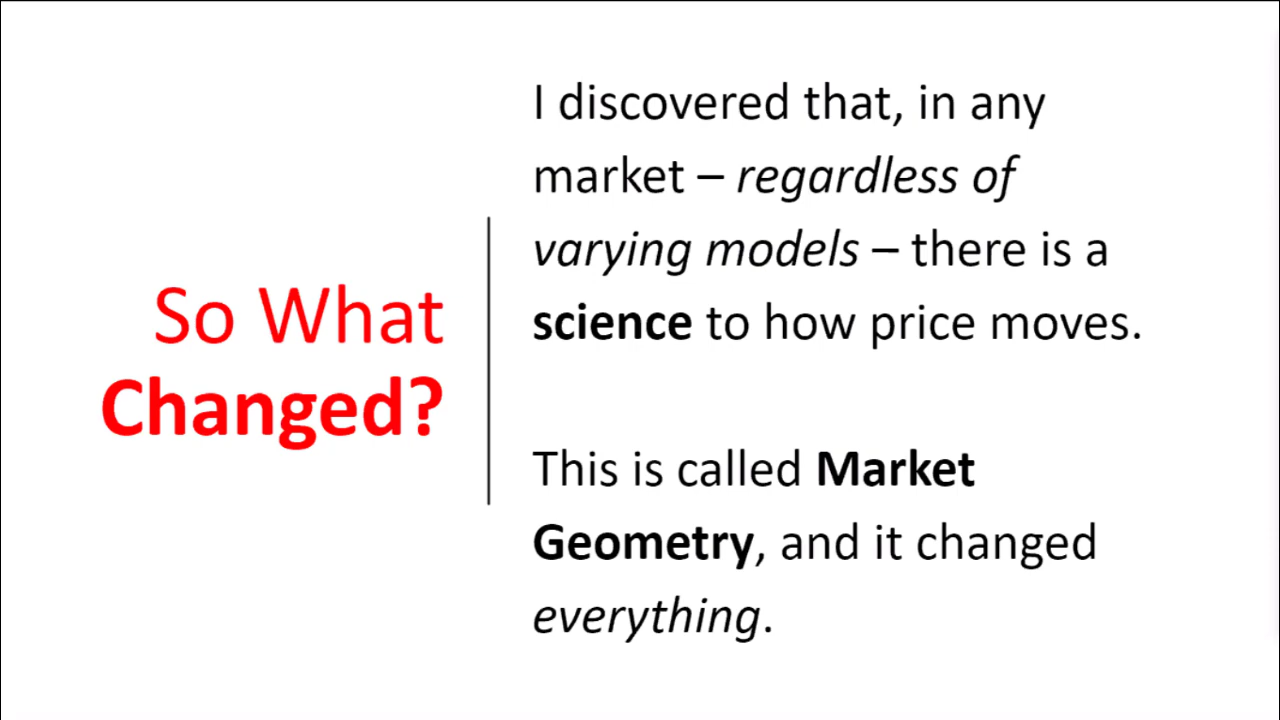 So What
Changed?
I discovered that, in any
market – regardless of
varying models – there is a
science to how price moves.
This is called Market
Geometry, and it changed
everything.